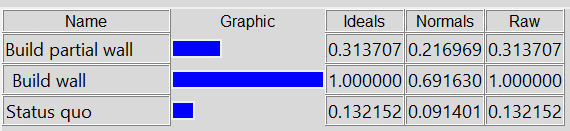 Name Graphic Ideals Normals Raw
Build partial wall 0.313707 0.216969 0.313707
Build wall 1.000000 0.691630 1.000000
Status quo 0.132152 0.091401 0.132152